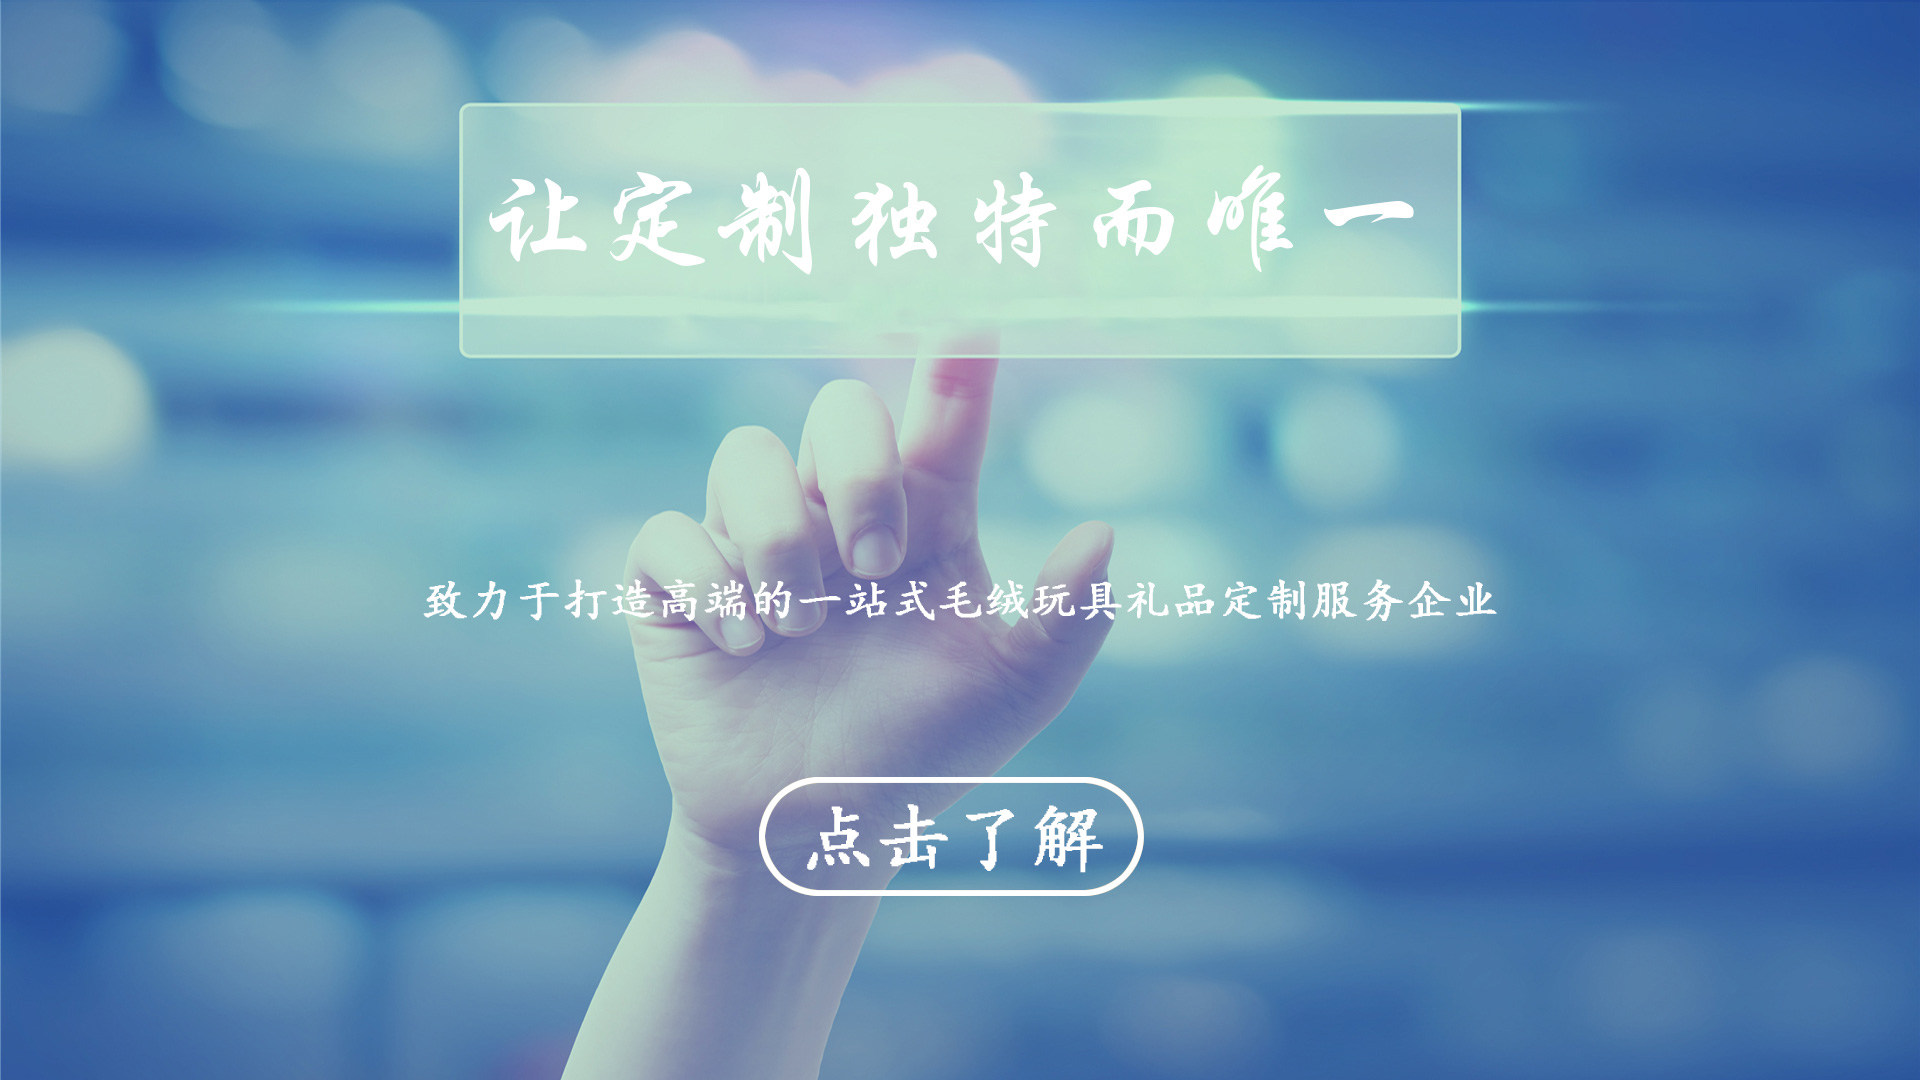 让定制独特而唯一
致力于打造高端的一站式毛绒玩具礼品定制服务企业
点击了解